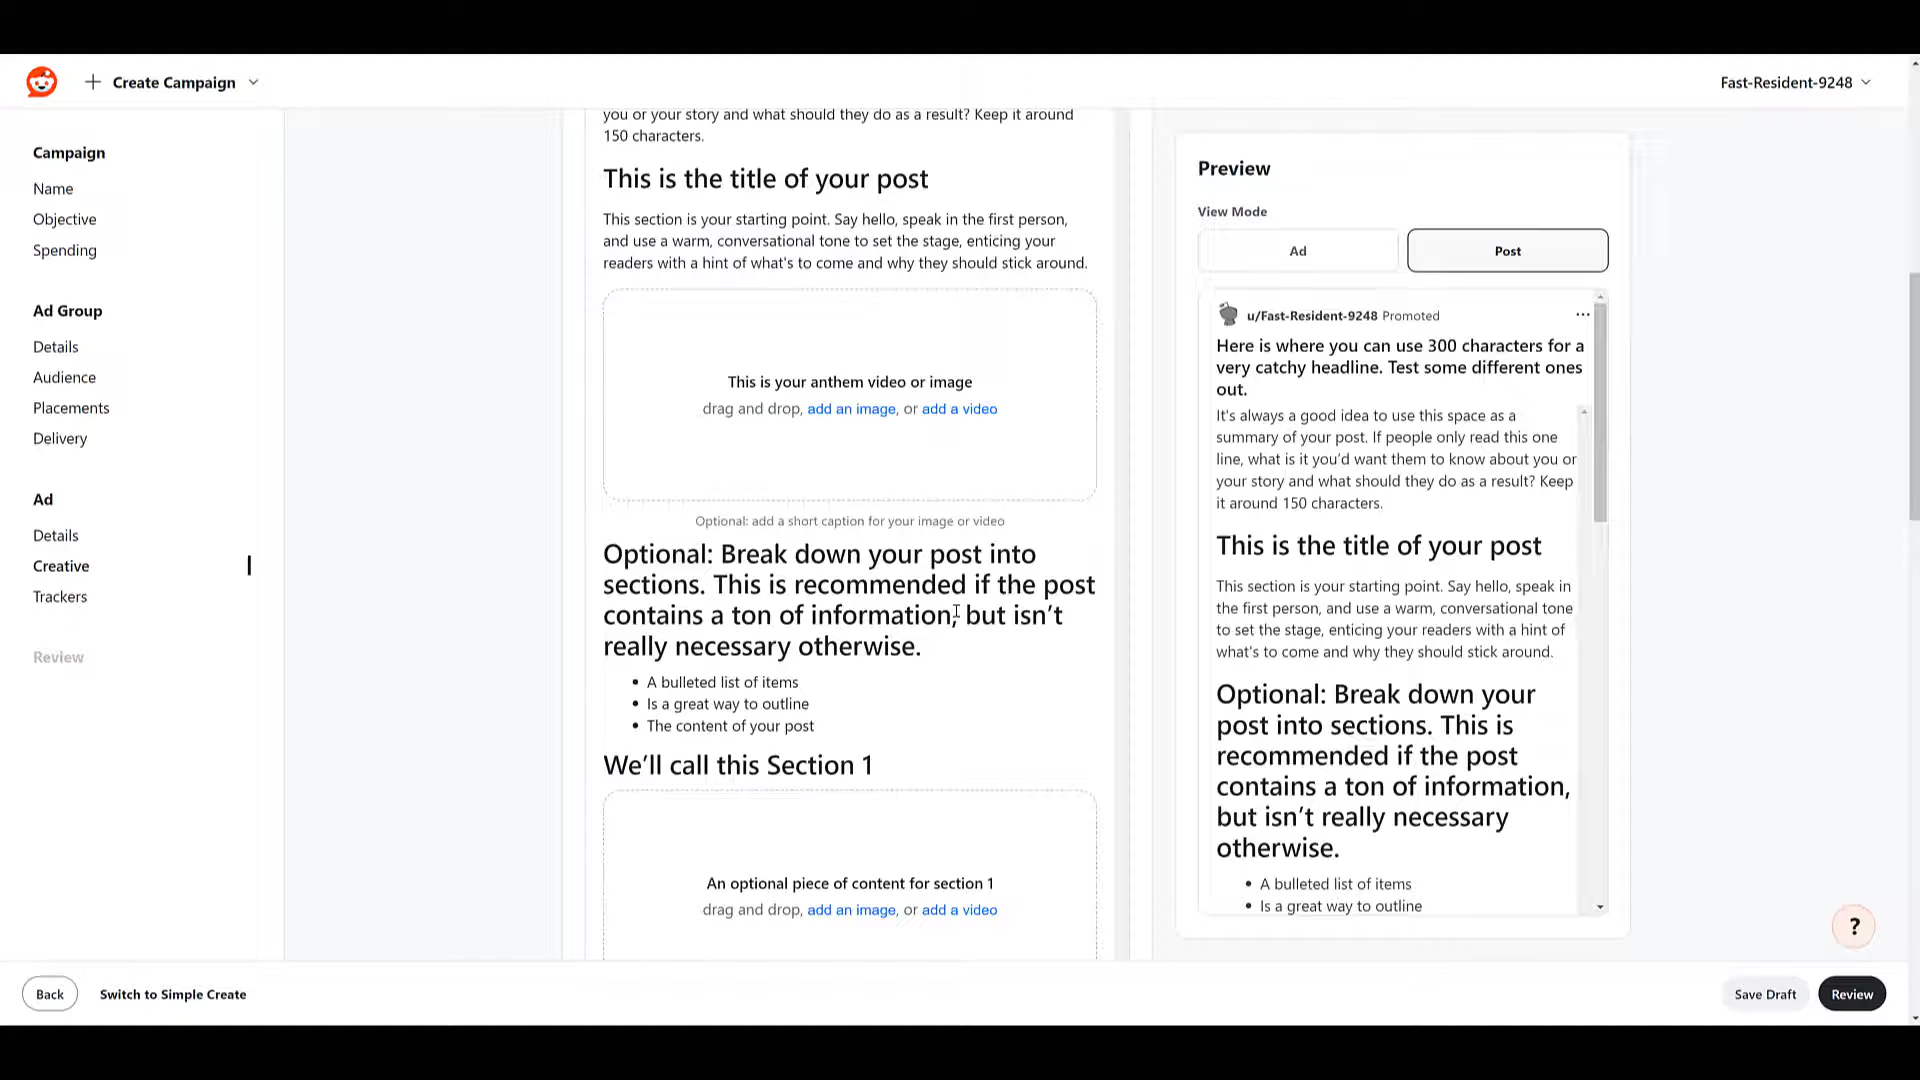 Create Campaign
Fast-Resident-9248
Campaign
Name
Objective
Spending
Ad Group
Details
Audience
Placements
Delivery
Ad
Details
Creative
Trackers
Review
you or your story and what should they do as a result? Keep it around
150 characters.
This is the title of your post
This section is your starting point. Say hello, speak in the first person,
and use a warm, conversational tone to set the stage, enticing your
readers with a hint of what's to come and why they should stick around.
This is your anthem video or image
drag and drop, add an image, or add a video
Optional: add a short caption for your image or video
Optional: Break down your post into
sections. This is recommended if the post
contains a ton of information, but isn’t
really necessary otherwise.
• A bulleted list of items
• Is a great way to outline
• The content of your post
We’ll call this Section 1
An optional piece of content for section 1
drag and drop, add an image, or add a video
Preview
View Mode
Ad
Post
u/Fast-Resident-9248 Promoted
Here is where you can use 300 characters for a
very catchy headline. Test some different ones
out.
It's always a good idea to use this space as a
summary of your post. If people only read this one
line, what is it you’d want them to know about you or
your story and what should they do as a result? Keep
it around 150 characters.
This is the title of your post
This section is your starting point. Say hello, speak in
the first person, and use a warm, conversational tone
to set the stage, enticing your readers with a hint of
what's to come and why they should stick around.
Optional: Break down your
post into sections. This is
recommended if the post
contains a ton of information,
but isn’t really necessary
otherwise.
• A bulleted list of items
• Is a great way to outline
?
Back
Switch to Simple Create
Save Draft
Review